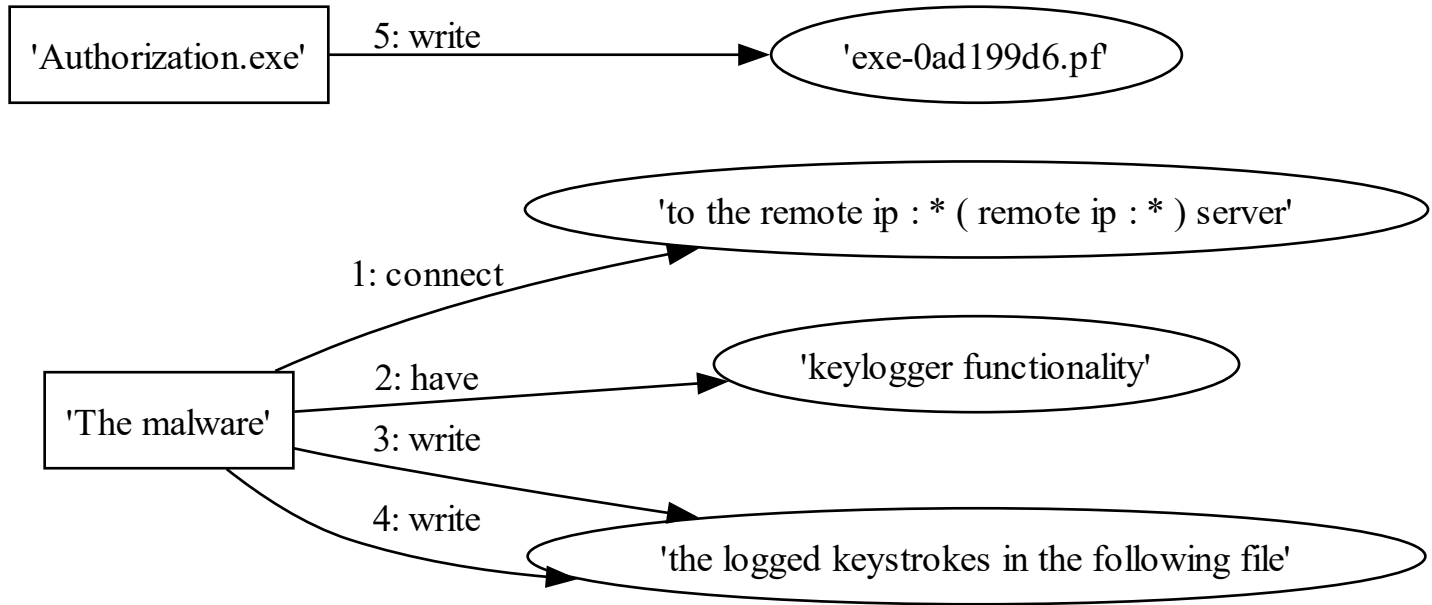 'Authorization.exe'
5: write
'exe-0ad199d6.pf'
'to the remote ip : * ( remote ip : * ) server'
1: connect
'The malware'
2: have
'keylogger functionality'
3: write
4: write
'the logged keystrokes in the following file'